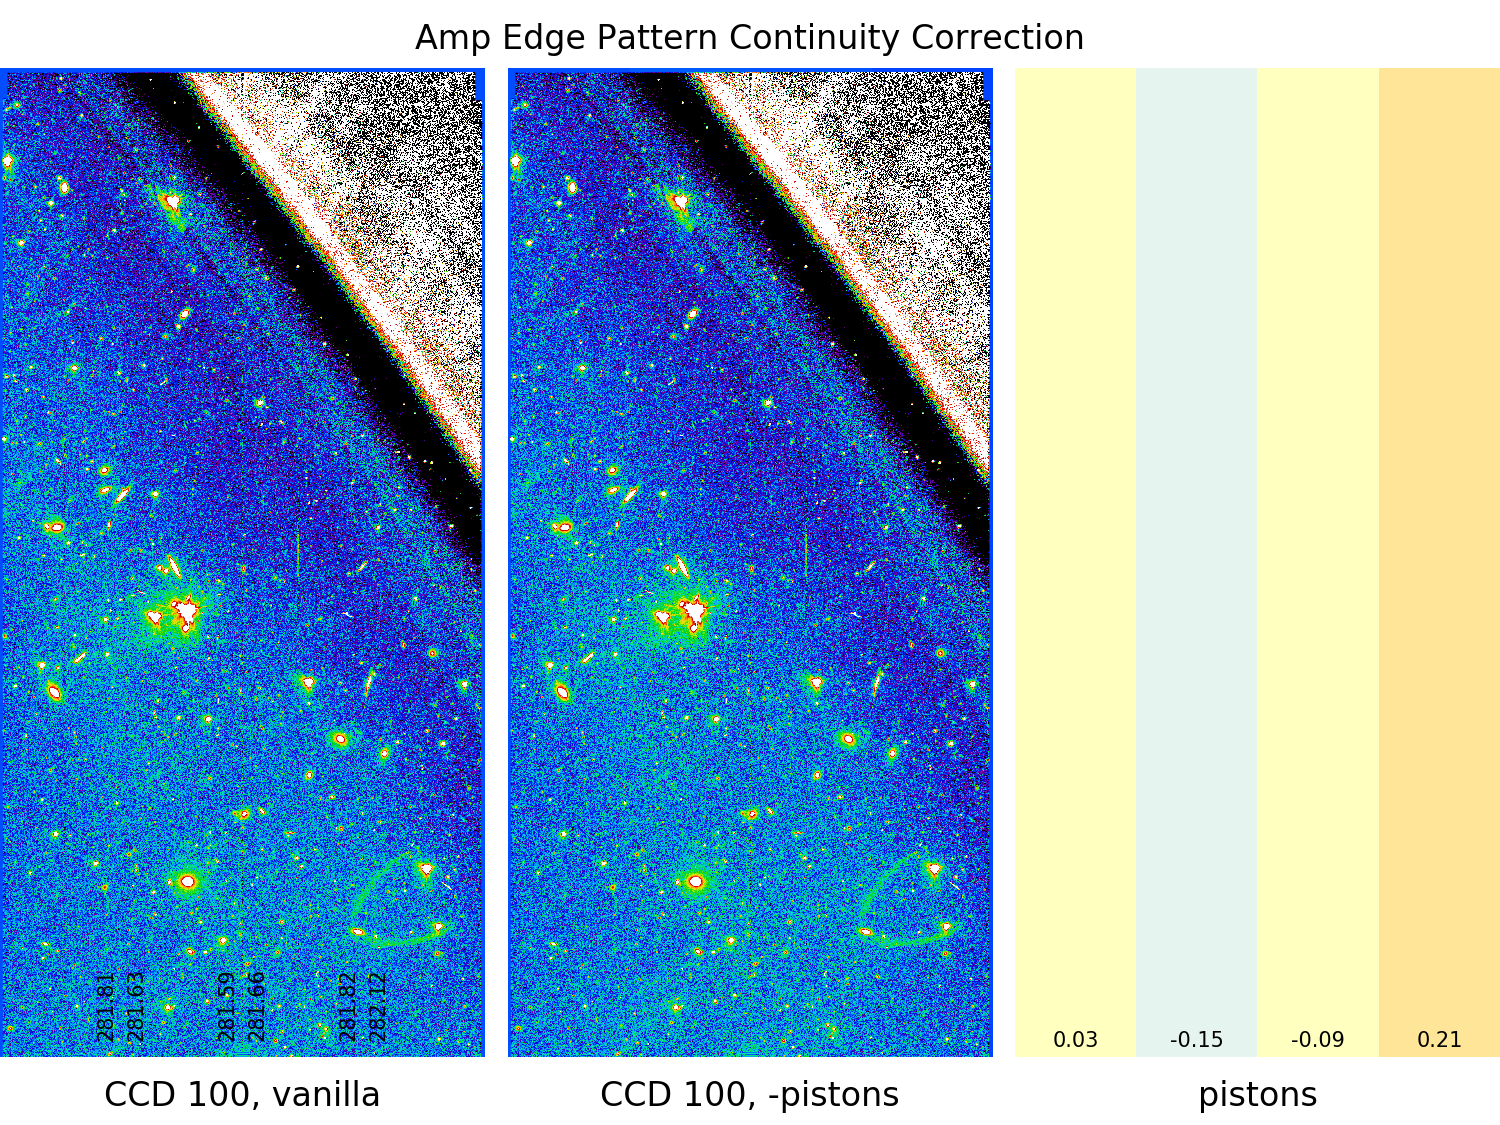 Amp Edge Pattern Continuity Correction
281.81
281.63
281.59
281.66
281.82
282.12
0.03
-0.15
-0.09
0.21
CCD 100, vanilla
CCD 100, -pistons
pistons